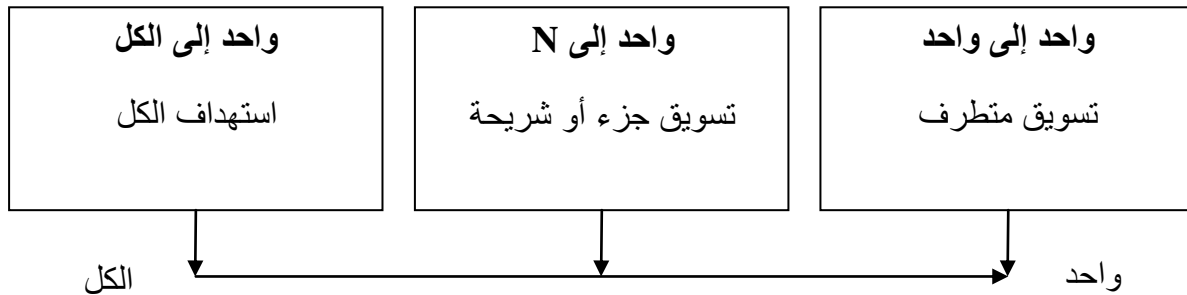 واحد إلى واحد
تسويق متطرف
واحد إلى N
تسويق جزء أو شريحة
واحد إلى الكل
استهداف الكل
واحد
الكل